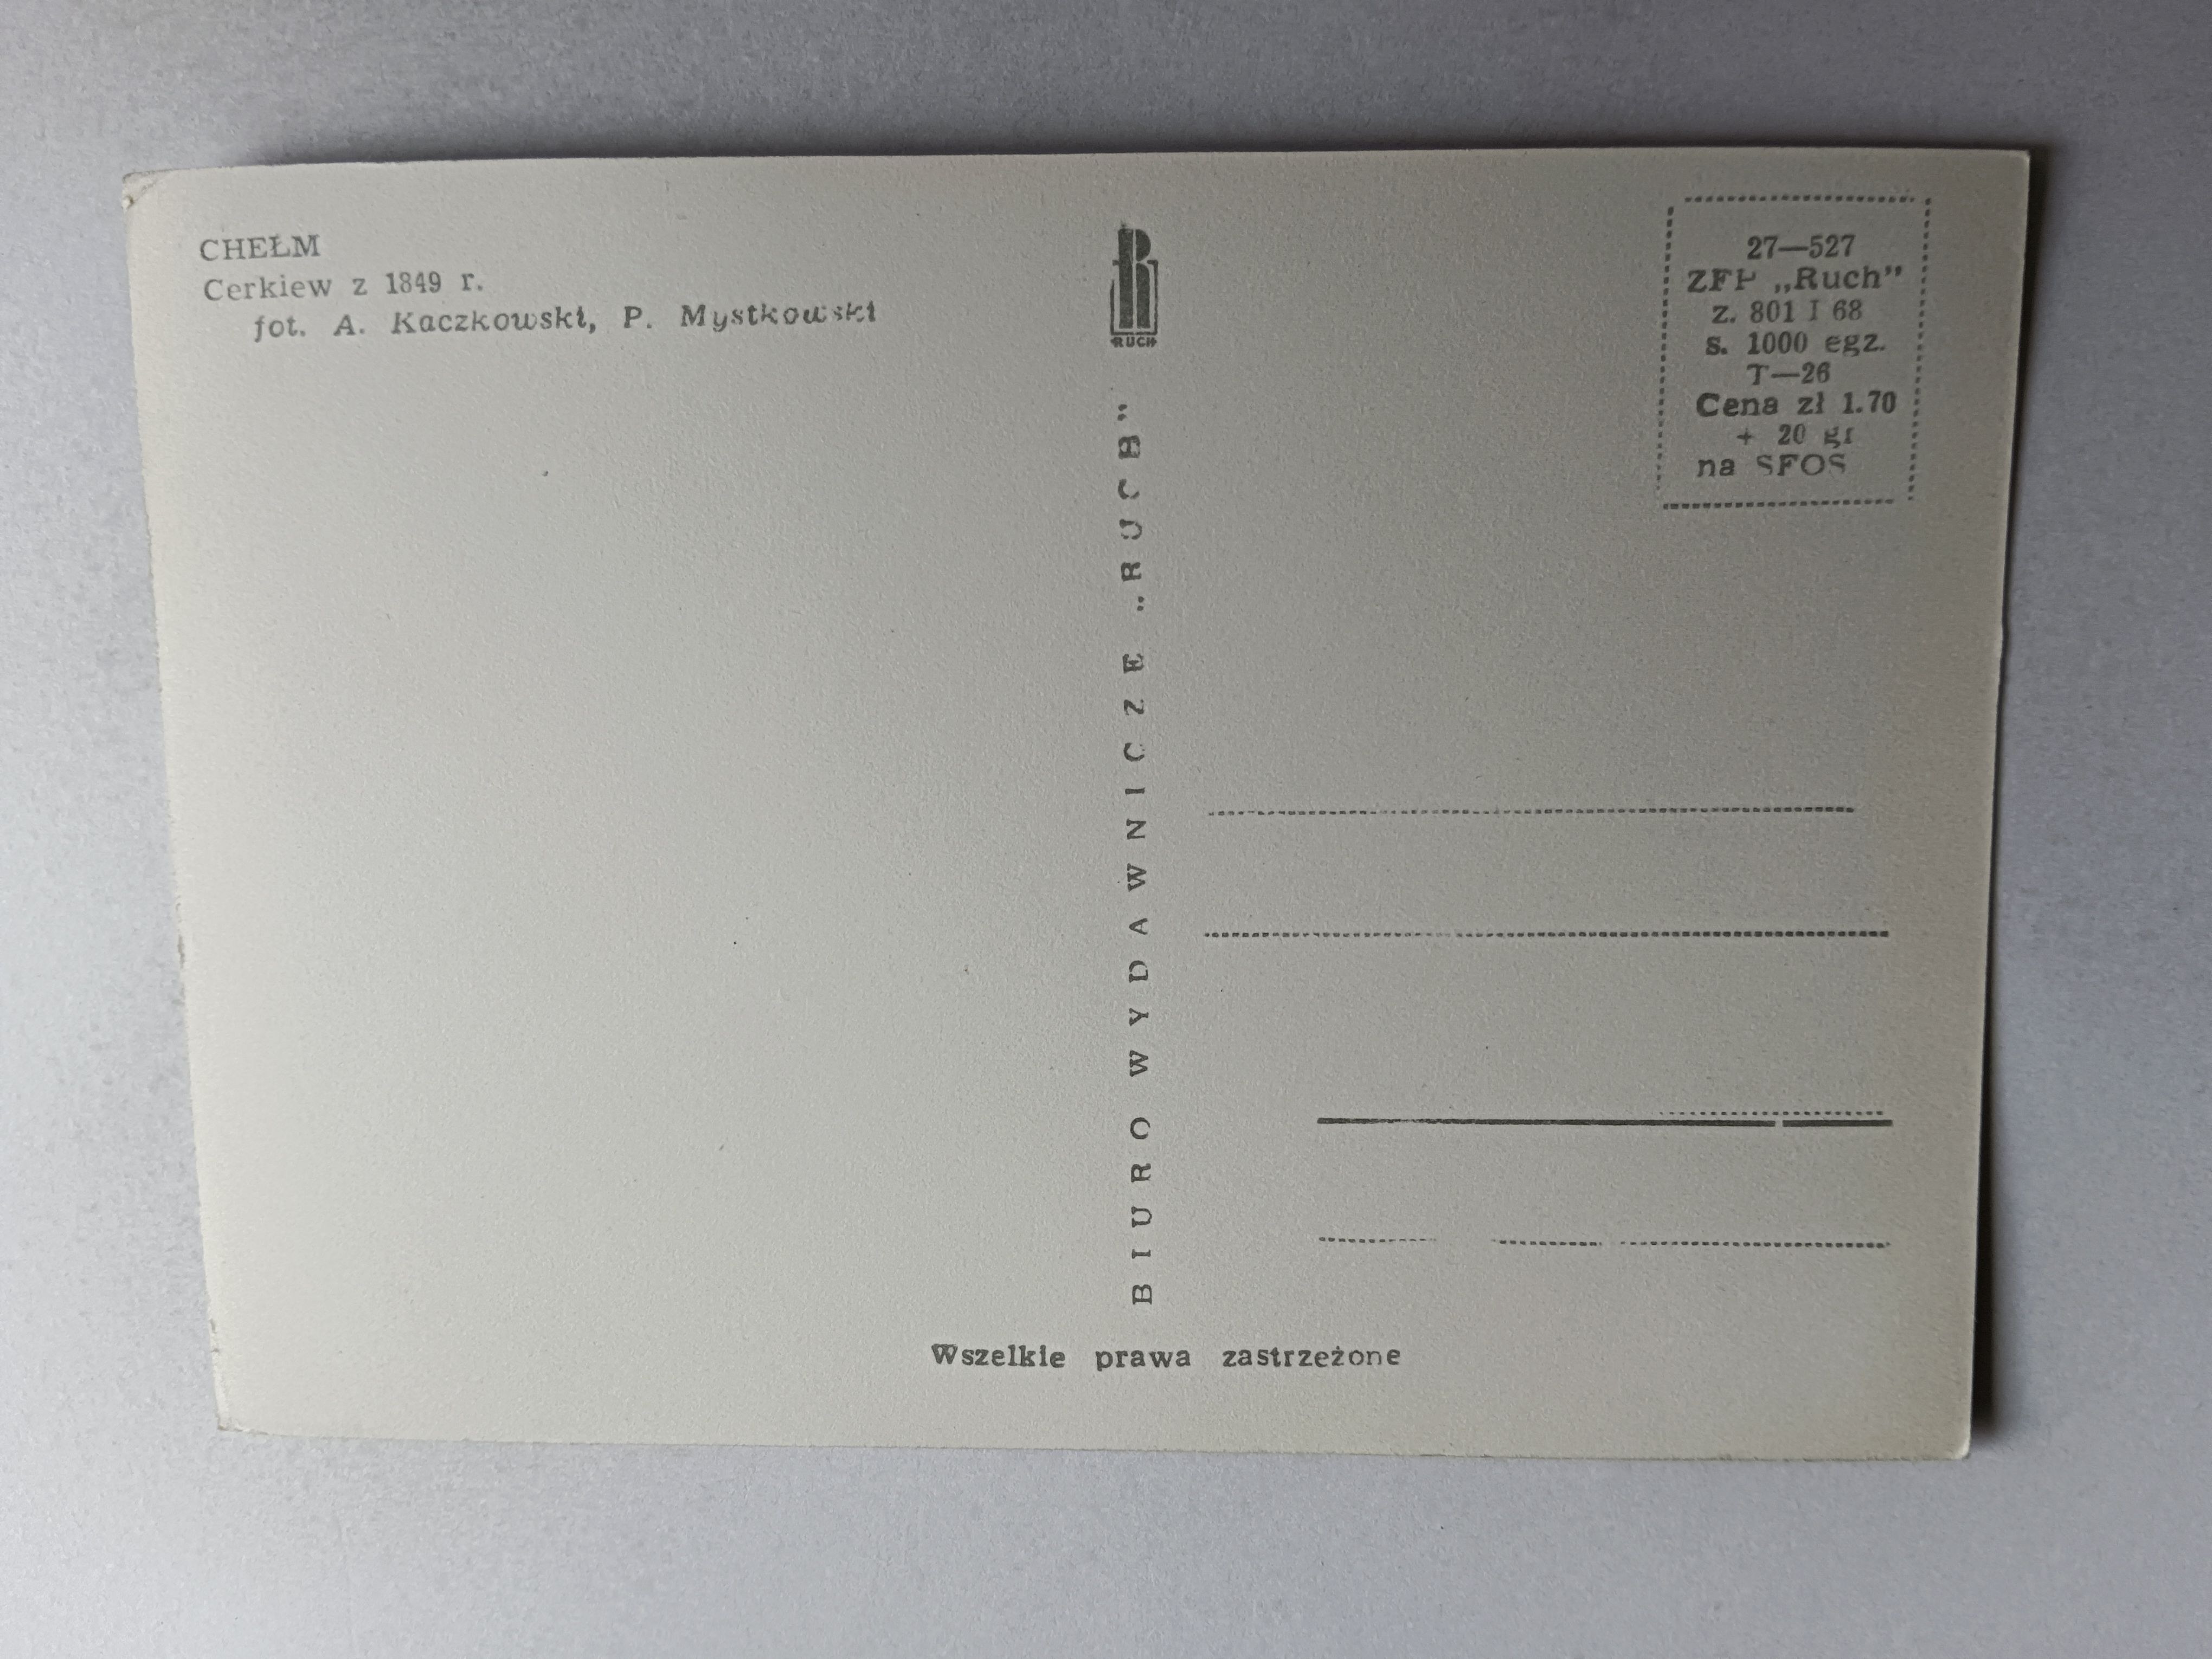 CHEŁM
Cerkiew z 1849 r.
fot. A. Kaczkowski, P. Mystkowski
RUCH
BIURO WYDAWNICZE „RUCH”
27—527
ZFP „Ruch”
z. 801 I 68
s. 1000 egz.
T—26
Cena zł 1.70
+ 20 gr
na SFOS
Wszelkie prawa zastrzeżone